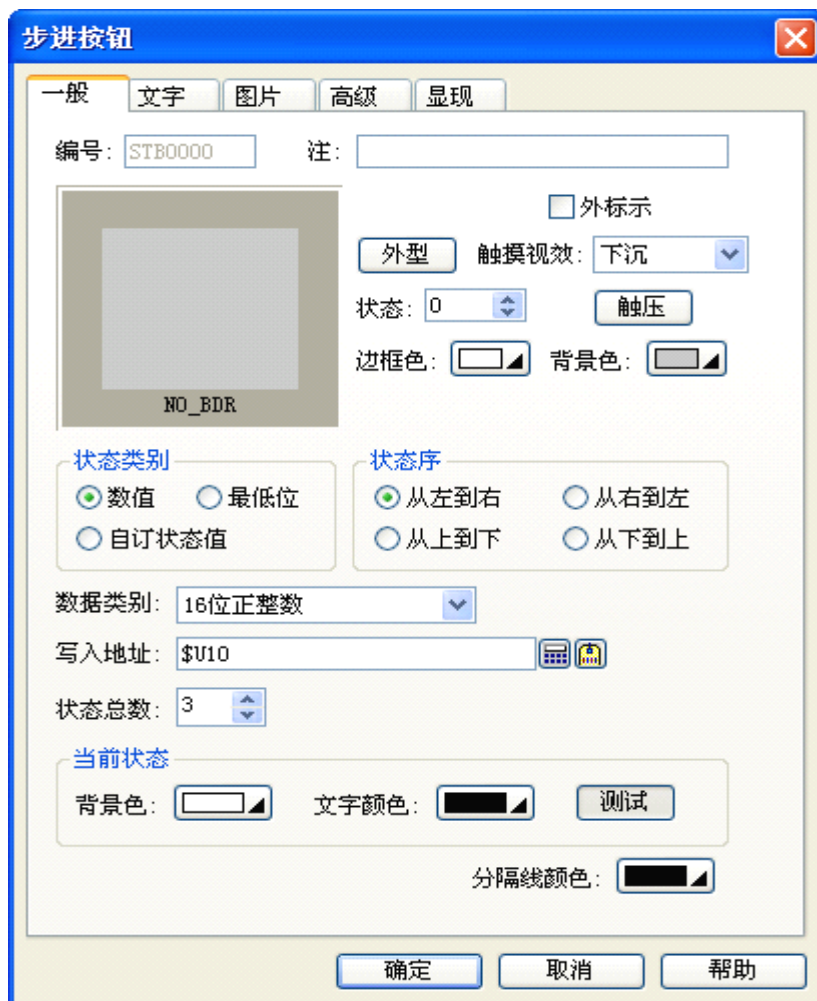 步进按钮
一般 文字 图片 高级 显现
编号: STB0000 注:
外标示
外型 触摸视效: 下沉
状态: 0 触压
边框色: 背景色:
NO_BDR
状态类别
数值 最低位
自订状态值
状态序
从左到右 从右到左
从上到下 从下到上
数据类别: 16位正整数
写入地址: $U10
状态总数: 3
当前状态
背景色: 文字颜色: 测试
分隔线颜色:
确定 取消 帮助